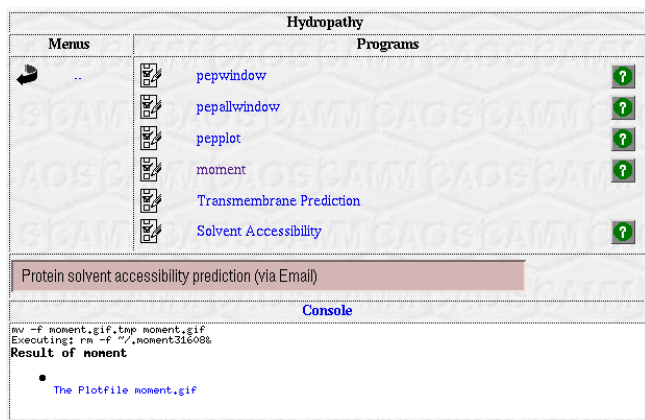 Hydropathy
Menus Programs
.. pepwindow ?
pepallwindow ?
pepplot ?
moment ?
Transmembrane Prediction
Solvent Accessibility ?
Protein solvent accessibility prediction (via Email)
Console
mv -f moment.gif.tmp moment.gif
Executing: rm -f ~/.moment31608&
Result of moment
The Plotfile moment.gif